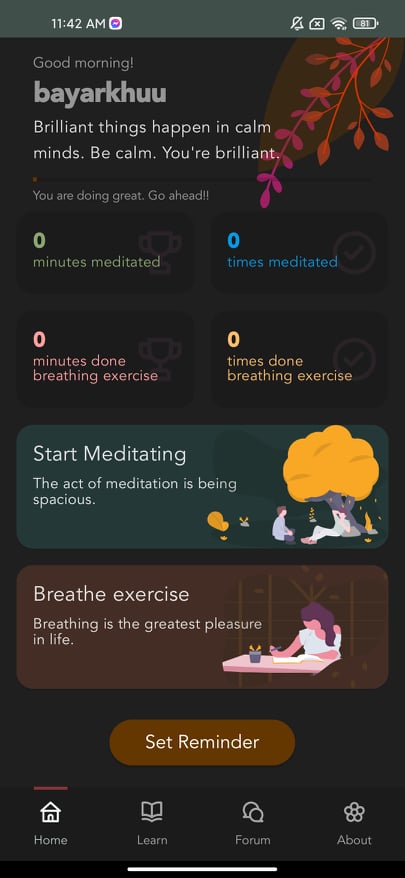 11:42 AM
81
Good morning!
bayarkhuu
Brilliant things happen in calm
minds. Be calm. You're brilliant.
You are doing great. Go ahead!!
0
minutes meditated
0
times meditated
0
minutes done
breathing exercise
0
times done
breathing exercise
Start Meditating
The act of meditation is being
spacious.
Breathe exercise
Breathing is the greatest pleasure
in life.
Set Reminder
Home
Learn
Forum
About